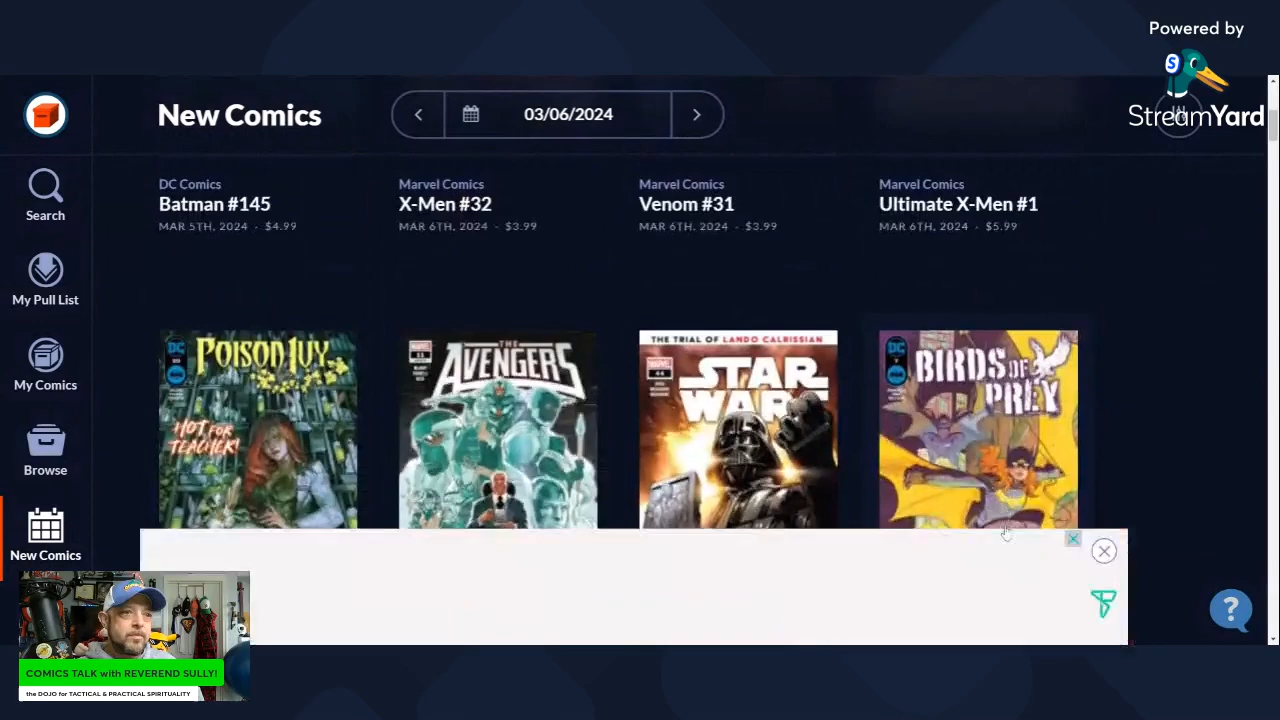 Powered by
StreamYard
New Comics
03/06/2024
Search
My Pull List
My Comics
Browse
New Comics
DC Comics
Batman #145
MAR 5TH, 2024 - $4.99
Marvel Comics
X-Men #32
MAR 6TH, 2024 - $3.99
Marvel Comics
Venom #31
MAR 6TH, 2024 - $3.99
Marvel Comics
Ultimate X-Men #1
MAR 6TH, 2024 - $5.99
DC
POISON IVY
HOT FOR
TEACHER!
THE
AVENGERS
THE TRIAL OF LANDO CALRISSIAN
STAR
WARS
DC
BIRDS OF
PREY
?
COMICS TALK with REVEREND SULLY!
the DOJO for TACTICAL & PRACTICAL SPIRITUALITY